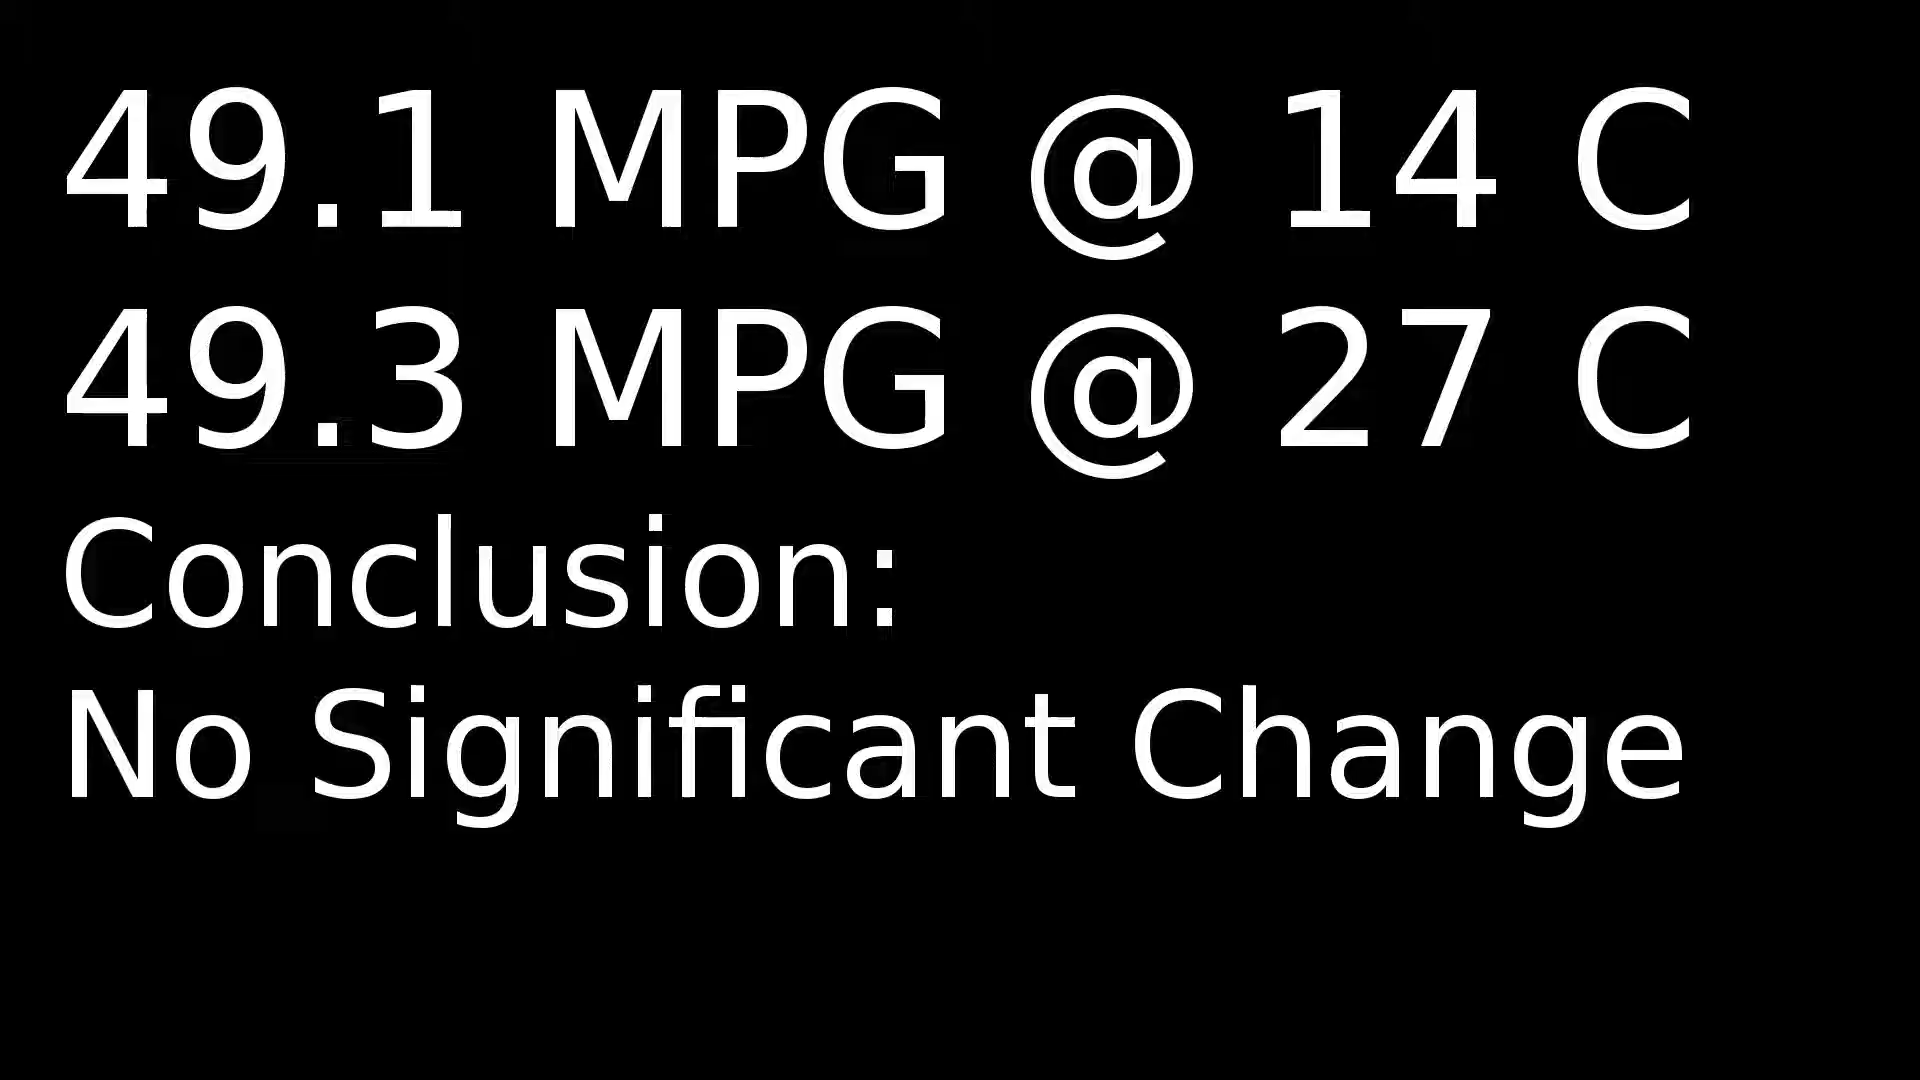 49.1 MPG @ 14 C
49.3 MPG @ 27 C
Conclusion:
No Significant Change